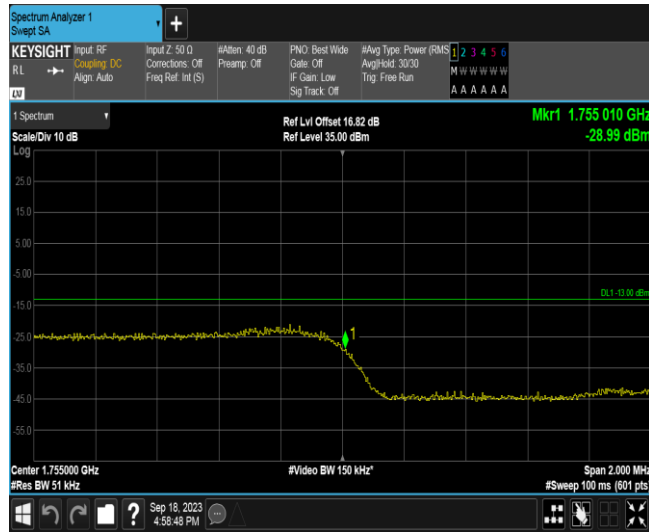 Spectrum Analyzer 1
Swept SA
KEYSIGHT
RL
LXI
Input: RF
Coupling: DC
Align: Auto
Input Z: 50 Ω
Corrections: Off
Freq Ref: Int (S)
#Atten: 40 dB
Preamp: Off
PNO: Best Wide
Gate: Off
IF Gain: Low
Sig Track: Off
#Avg Type: Power (RMS
Avg|Hold: 30/30
Trig: Free Run
1 2 3 4 5 6
M W W W W W
A A A A A A
1 Spectrum
Scale/Div 10 dB
Ref Lvl Offset 16.82 dB
Ref Level 35.00 dBm
Mkr1 1.755 010 GHz
-28.99 dBm
Log
25.0
15.0
5.00
-5.00
DL1 -13.00 dBm
-15.0
-25.0
1
-35.0
-45.0
-55.0
Center 1.755000 GHz
#Video BW 150 kHz*
Span 2.000 MHz
#Res BW 51 kHz
#Sweep 100 ms (601 pts)
?
Sep 18, 2023
4:58:48 PM